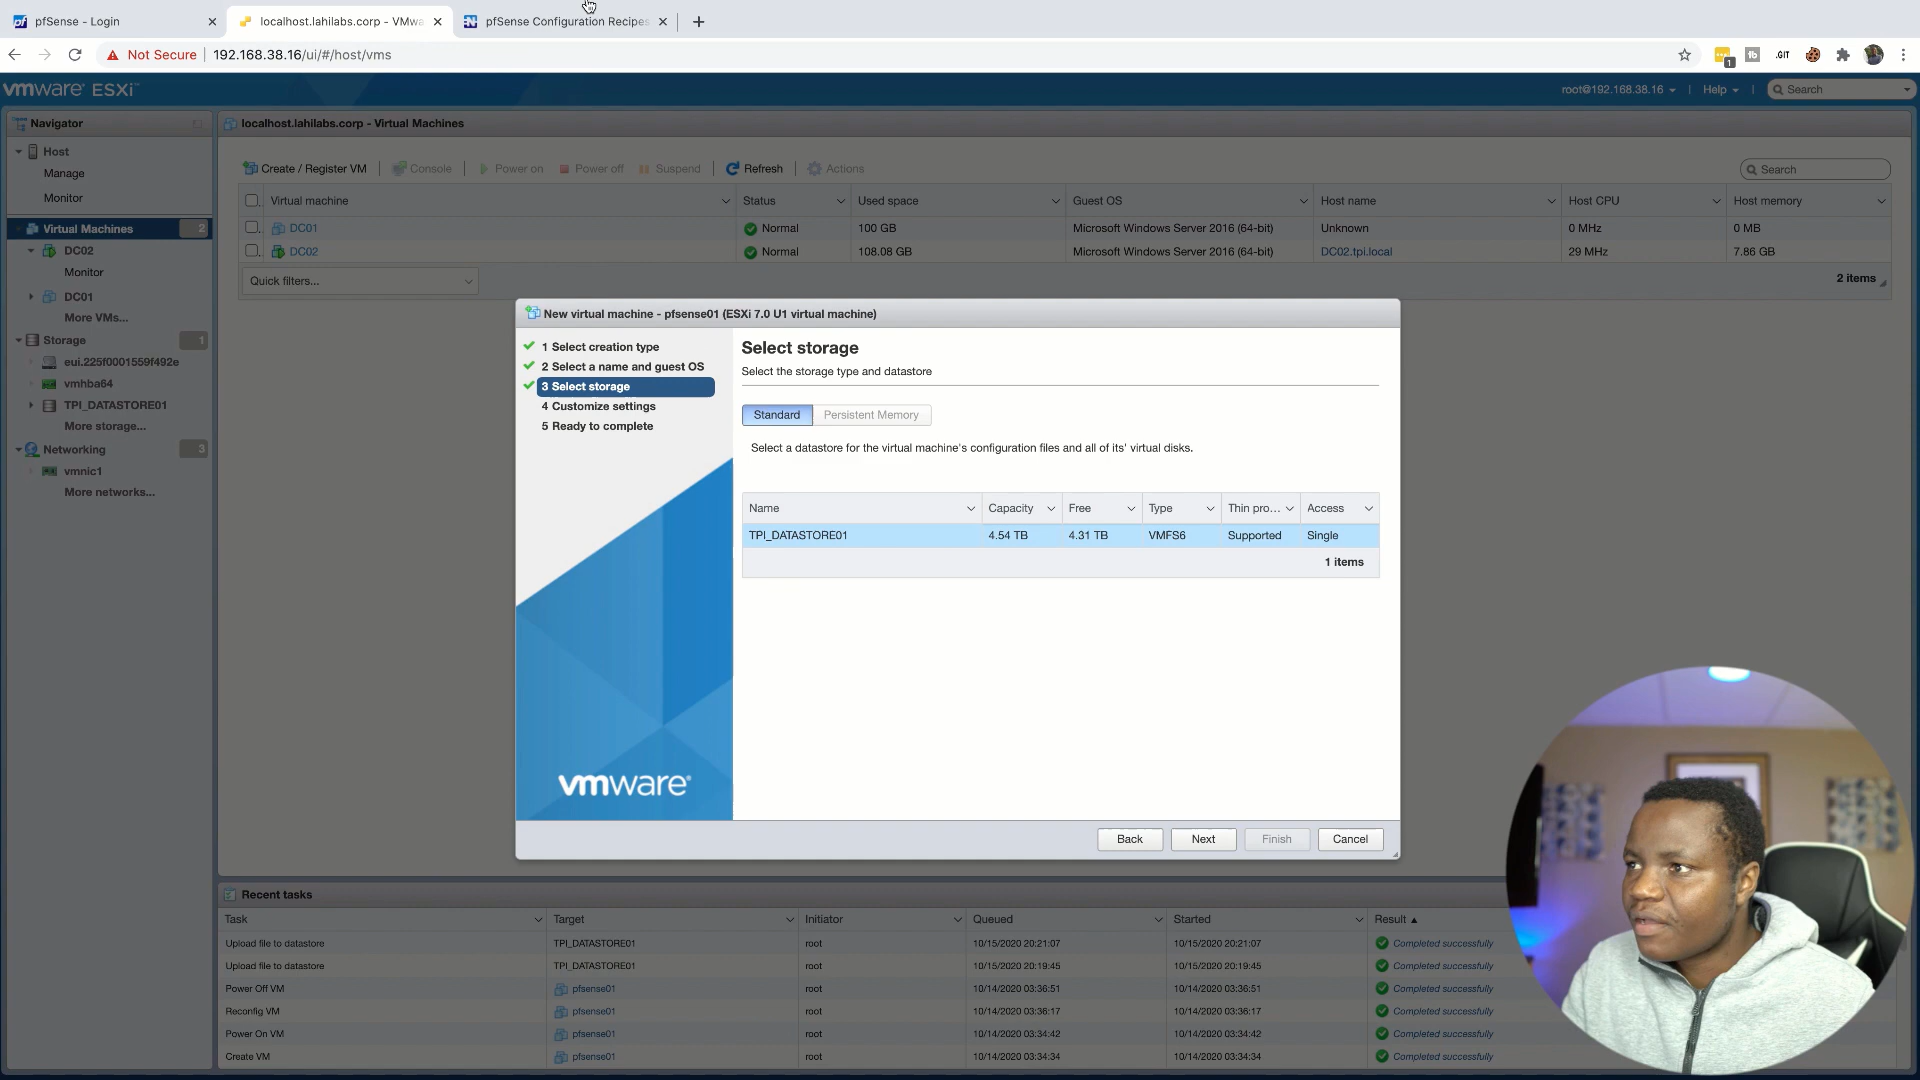 pfSense - Login
localhost.lahilabs.corp - VMwa
pfSense Configuration Recipes
Not Secure
192.168.38.16/ui/#/host/vms
1
.GIT
vmware ESXi™
root@192.168.38.16
Help
Search
Navigator
localhost.lahilabs.corp - Virtual Machines
Host
Manage
Monitor
Virtual Machines 2
DC02
Monitor
DC01
More VMs...
Storage 1
eui.225f0001559f492e
vmhba64
TPI_DATASTORE01
More storage...
Networking 3
vmnic1
More networks...
Create / Register VM
Console
Power on
Power off
Suspend
Refresh
Actions
Search
Virtual machine Status Used space Guest OS Host name Host CPU Host memory
DC01 Normal 100 GB Microsoft Windows Server 2016 (64-bit) Unknown 0 MHz 0 MB
DC02 Normal 108.08 GB Microsoft Windows Server 2016 (64-bit) DC02.tpi.local 29 MHz 7.86 GB
Quick filters...
2 items
New virtual machine - pfsense01 (ESXi 7.0 U1 virtual machine)
1 Select creation type
2 Select a name and guest OS
3 Select storage
4 Customize settings
5 Ready to complete
vmware®
Select storage
Select the storage type and datastore
Standard Persistent Memory
Select a datastore for the virtual machine's configuration files and all of its' virtual disks.
Name Capacity Free Type Thin pro... Access
TPI_DATASTORE01 4.54 TB 4.31 TB VMFS6 Supported Single
1 items
Back Next Finish Cancel
Recent tasks
Task Target Initiator Queued Started Result
Upload file to datastore TPI_DATASTORE01 root 10/15/2020 20:21:07 10/15/2020 20:21:07 Completed successfully
Upload file to datastore TPI_DATASTORE01 root 10/15/2020 20:19:45 10/15/2020 20:19:45 Completed successfully
Power Off VM pfsense01 root 10/14/2020 03:36:51 10/14/2020 03:36:51 Completed successfully
Reconfig VM pfsense01 root 10/14/2020 03:36:17 10/14/2020 03:36:17 Completed successfully
Power On VM pfsense01 root 10/14/2020 03:34:42 10/14/2020 03:34:42 Completed successfully
Create VM pfsense01 root 10/14/2020 03:34:34 10/14/2020 03:34:34 Completed successfully